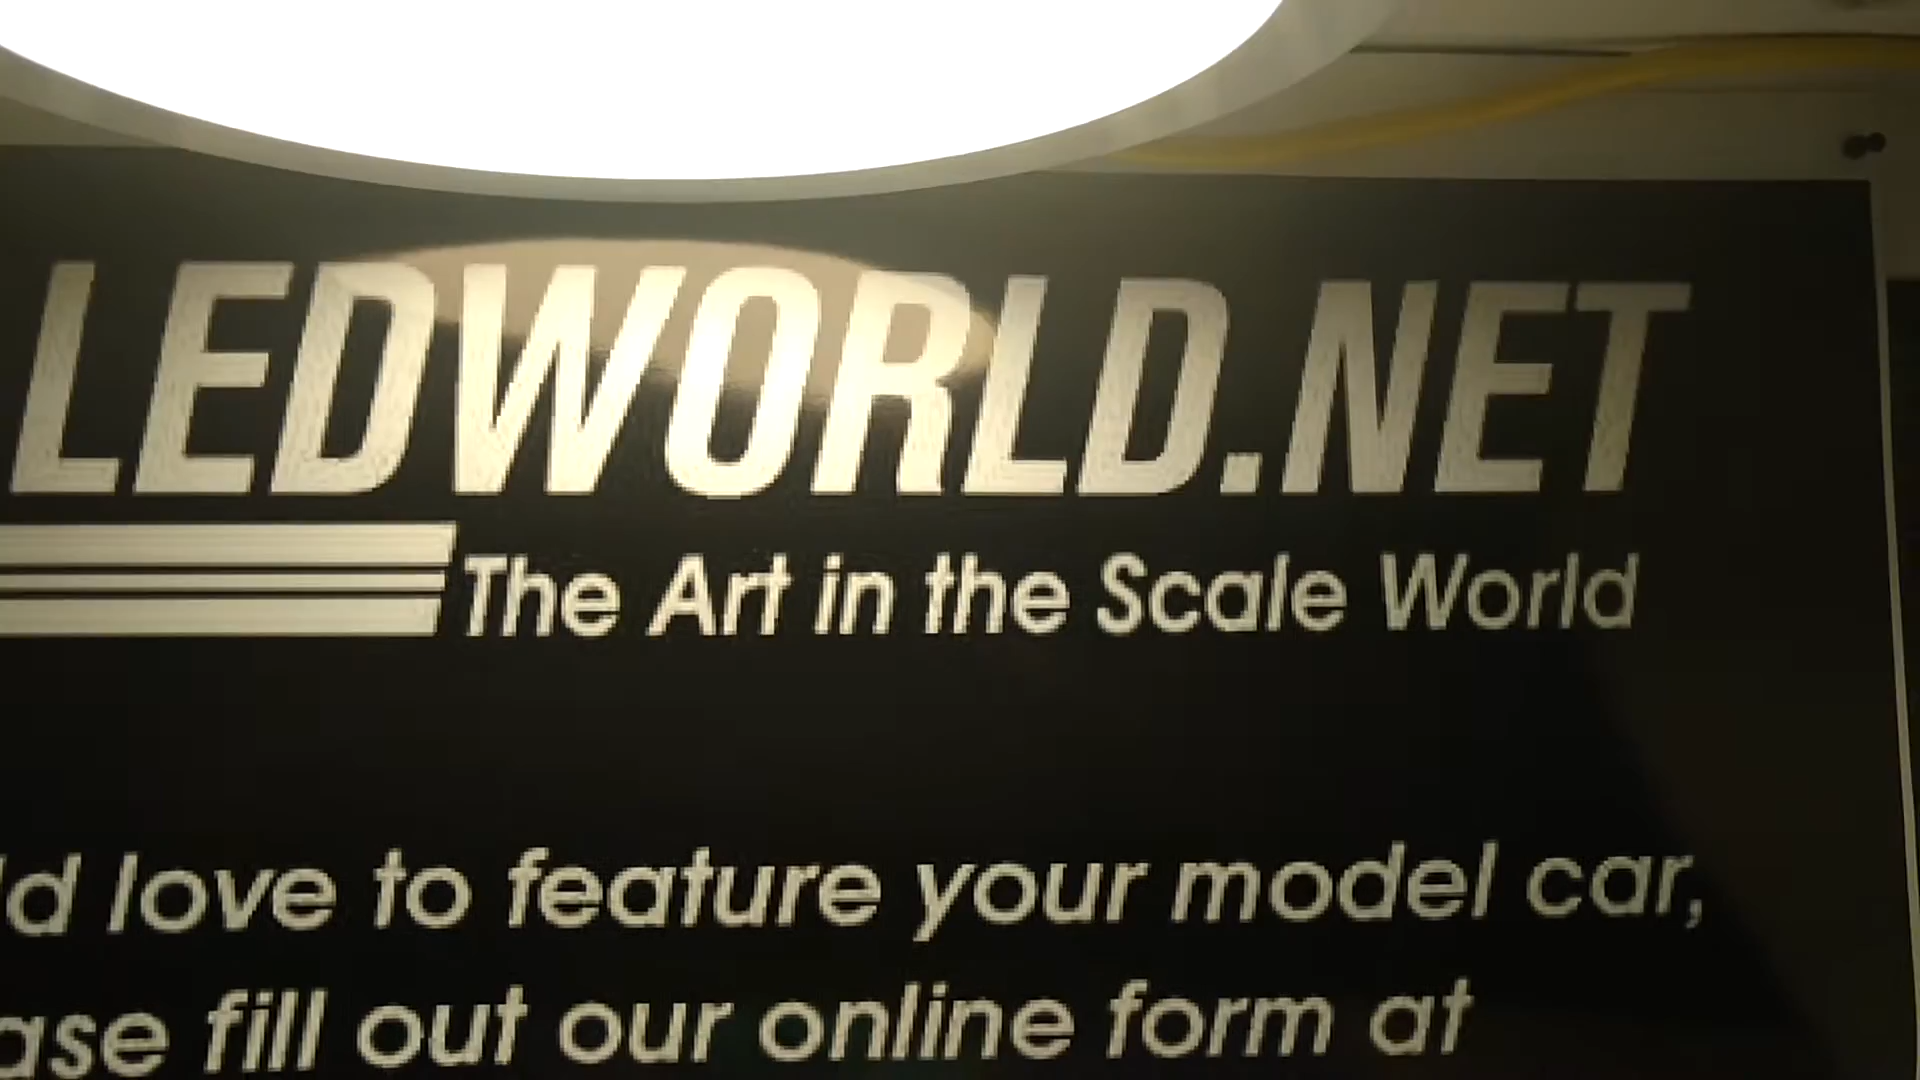 LEDWORLD.NET
The Art in the Scale World
love to feature your model car,
fill out our online form at